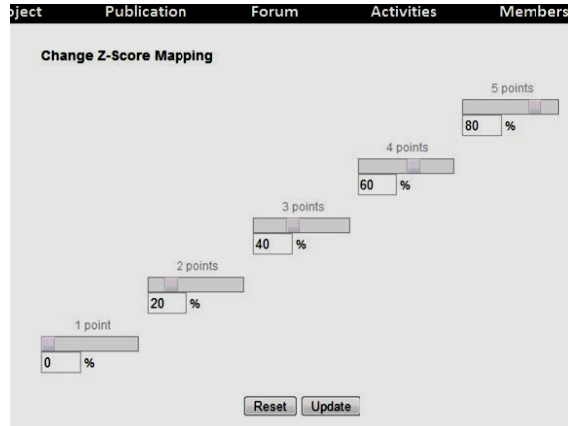 oject Publication Forum Activities Members
Change Z-Score Mapping
5 points
80 %
4 points
60 %
3 points
40 %
2 points
20 %
1 point
0 %
Reset Update